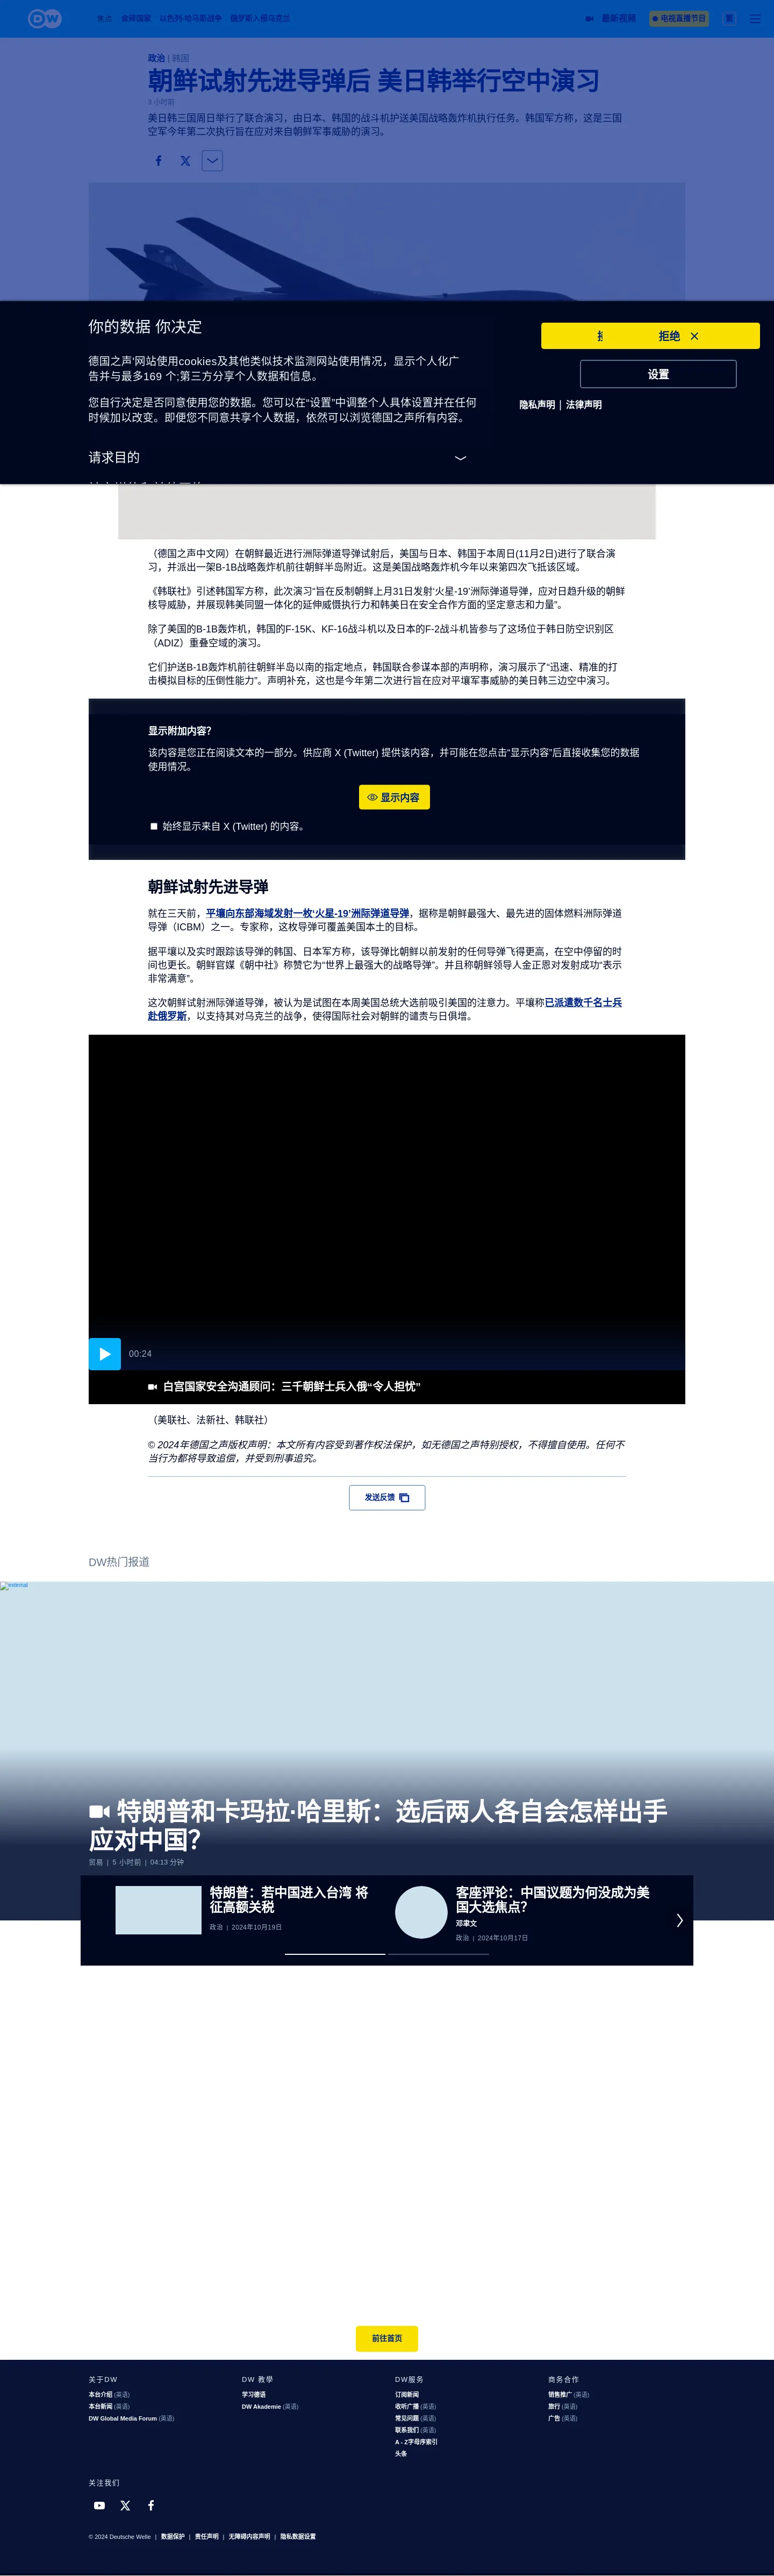 DW
焦点 金砖国家 以色列-哈马斯战争 俄罗斯入侵乌克兰 最新视频 电视直播节目
政治 | 韩国
朝鲜试射先进导弹后 美日韩举行空中演习
3 小时前
美日韩三国周日举行了联合演习，由日本、韩国的战斗机护送美国战略轰炸机执行任务。韩国军方称，这是三国
空军今年第二次执行旨在应对来自朝鲜军事威胁的演习。
你的数据 你决定
拒绝
德国之声'网站使用cookies及其他类似技术监测网站使用情况，显示个人化广
告并与最多169 个;第三方分享个人数据和信息。
设置
您自行决定是否同意使用您的数据。您可以在“设置”中调整个人具体设置并在任何
时候加以改变。即便您不同意共享个人数据，依然可以浏览德国之声所有内容。
隐私声明 | 法律声明
请求目的
（德国之声中文网）在朝鲜最近进行洲际弹道导弹试射后，美国与日本、韩国于本周日(11月2日)进行了联合演
习，并派出一架B-1B战略轰炸机前往朝鲜半岛附近。这是美国战略轰炸机今年以来第四次飞抵该区域。
《韩联社》引述韩国军方称，此次演习“旨在反制朝鲜上月31日发射‘火星-19’洲际弹道导弹，应对日趋升级的朝鲜
核导威胁，并展现韩美同盟一体化的延伸威慑执行力和韩美日在安全合作方面的坚定意志和力量”。
除了美国的B-1B轰炸机，韩国的F-15K、KF-16战斗机以及日本的F-2战斗机皆参与了这场位于韩日防空识别区
（ADIZ）重叠空域的演习。
它们护送B-1B轰炸机前往朝鲜半岛以南的指定地点，韩国联合参谋本部的声明称，演习展示了“迅速、精准的打
击模拟目标的压倒性能力”。声明补充，这也是今年第二次进行旨在应对平壤军事威胁的美日韩三边空中演习。
显示附加内容？
该内容是您正在阅读文本的一部分。供应商 X (Twitter) 提供该内容，并可能在您点击“显示内容”后直接收集您的数据
使用情况。
显示内容
始终显示来自 X (Twitter) 的内容。
朝鲜试射先进导弹
就在三天前，平壤向东部海域发射一枚‘火星-19’洲际弹道导弹，据称是朝鲜最强大、最先进的固体燃料洲际弹道
导弹（ICBM）之一。专家称，这枚导弹可覆盖美国本土的目标。
据平壤以及实时跟踪该导弹的韩国、日本军方称，该导弹比朝鲜以前发射的任何导弹飞得更高，在空中停留的时
间也更长。朝鲜官媒《朝中社》称赞它为“世界上最强大的战略导弹”。并且称朝鲜领导人金正恩对发射成功“表示
非常满意”。
这次朝鲜试射洲际弹道导弹，被认为是试图在本周美国总统大选前吸引美国的注意力。平壤称已派遣数千名士兵
赴俄罗斯，以支持其对乌克兰的战争，使得国际社会对朝鲜的谴责与日俱增。
00:24
白宫国家安全沟通顾问：三千朝鲜士兵入俄“令人担忧”
（美联社、法新社、韩联社）
© 2024年德国之声版权声明：本文所有内容受到著作权法保护，如无德国之声特别授权，不得擅自使用。任何不
当行为都将导致追偿，并受到刑事追究。
发送反馈
DW热门报道
external
特朗普和卡玛拉·哈里斯：选后两人各自会怎样出手
应对中国？
贸易 | 5 小时前 | 04:13 分钟
特朗普：若中国进入台湾 将
征高额关税
政治 | 2024年10月19日
客座评论：中国议题为何没成为美
国大选焦点？
邓聿文
政治 | 2024年10月17日
前往首页
关于DW
本台介绍 (英语)
本台新闻 (英语)
DW Global Media Forum (英语)
DW 教學
学习德语
DW Akademie (英语)
DW服务
订阅新闻
收听广播 (英语)
常见问题 (英语)
联系我们 (英语)
A - Z字母序索引
头条
商务合作
销售推广 (英语)
旅行 (英语)
广告 (英语)
关注我们
© 2024 Deutsche Welle | 数据保护 | 责任声明 | 无障碍内容声明 | 隐私数据设置